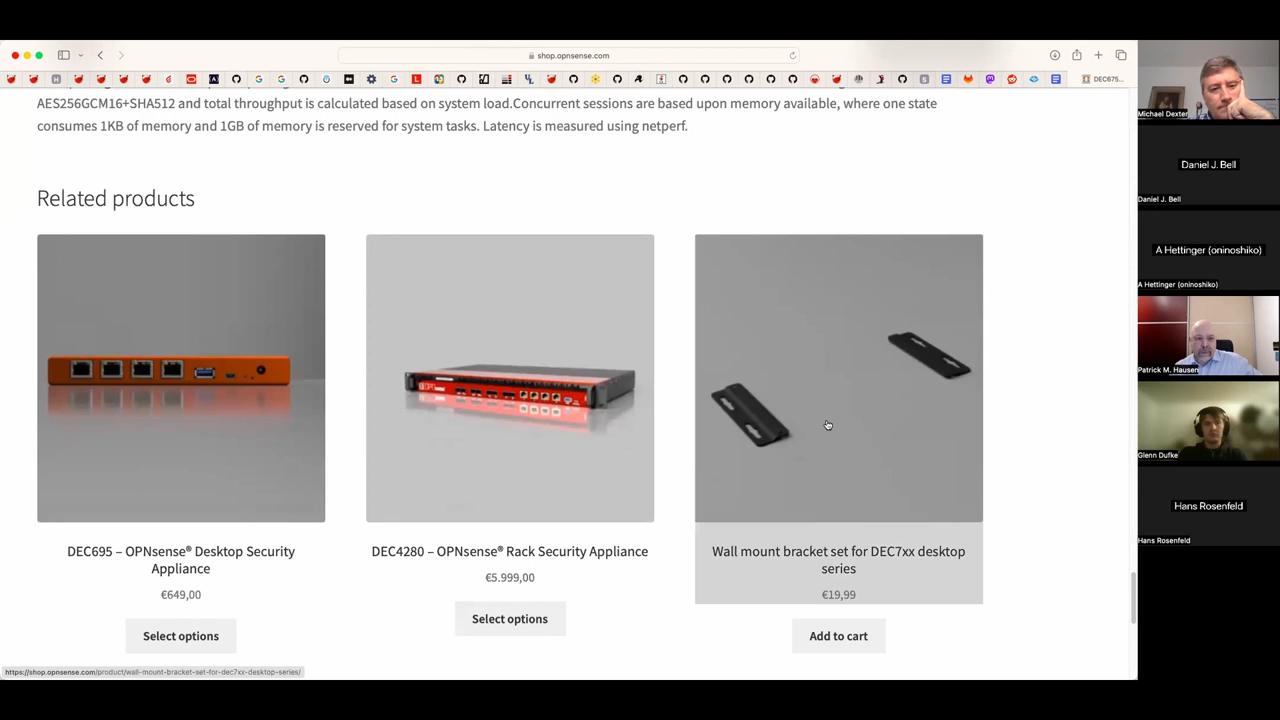 shop.opnsense.com
DEC675...
AES256GCM16+SHA512 and total throughput is calculated based on system load.Concurrent sessions are based upon memory available, where one state
consumes 1KB of memory and 1GB of memory is reserved for system tasks. Latency is measured using netperf.
Related products
DEC695 – OPNsense® Desktop Security
Appliance
€649,00
Select options
DEC4280 – OPNsense® Rack Security Appliance
€5.999,00
Select options
Wall mount bracket set for DEC7xx desktop
series
€19,99
Add to cart
https://shop.opnsense.com/product/wall-mount-bracket-set-for-dec7xx-desktop-series/
Michael Dexter
Daniel J. Bell
Daniel J. Bell
A Hettinger (oninoshiko)
A Hettinger (oninoshiko)
Patrick M. Hausen
Glenn Dufke
Hans Rosenfeld
Hans Rosenfeld